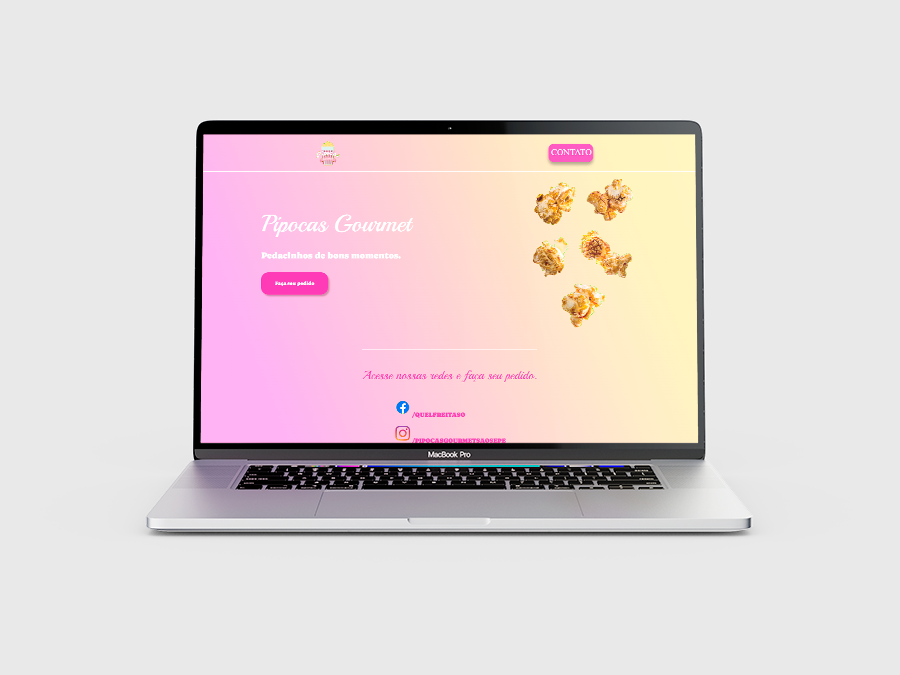 CONTATO
Pipocas Gourmet
Pedacinhos de bons momentos.
Faça seu pedido
Acesse nossas redes e faça seu pedido.
/QUELFREITASO
/PIPOCASGOURMETSAOSEPE
MacBook Pro